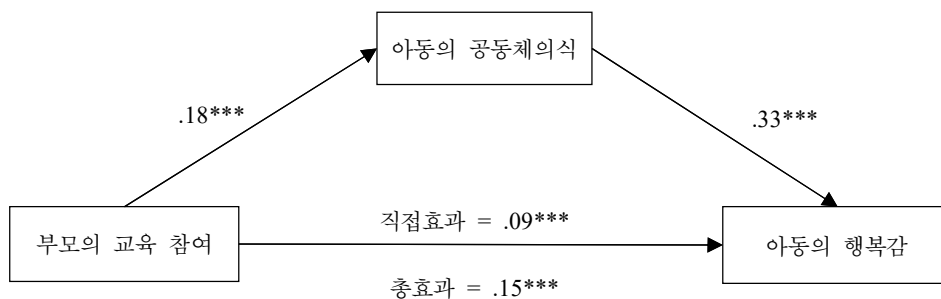 아동의 공동체의식
.18***
.33***
부모의 교육 참여
직접효과 = .09***
아동의 행복감
총효과 = .15***